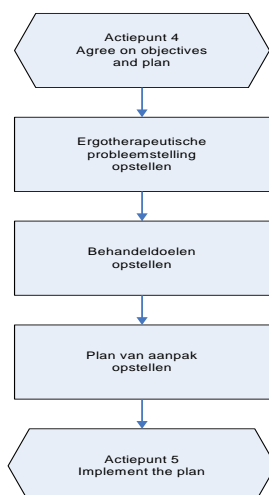 Actiepunt 4
Agree on objectives
and plan
Ergotherapeutische
probleemstelling
opstellen
Behandeldoelen
opstellen
Plan van aanpak
opstellen
Actiepunt 5
Implement the plan